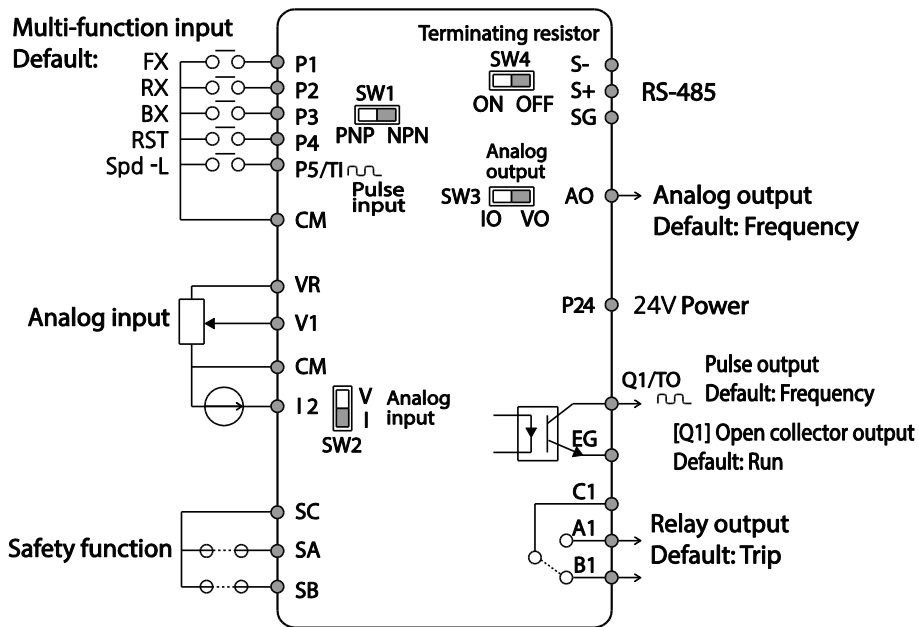 Multi-function input
Default:
FX
RX
BX
RST
Spd -L
P1
P2
P3
P4
P5/TI
Pulse
input
CM
SW1
PNP NPN
Terminating resistor
SW4
ON OFF
S-
S+
SG
RS-485
Analog
output
SW3
IO VO
AO
Analog output
Default: Frequency
Analog input
VR
V1
CM
I 2
V
I
SW2
Analog
input
P24
24V Power
Q1/TO
Pulse output
Default: Frequency
EG
[Q1] Open collector output
Default: Run
Safety function
SC
SA
SB
C1
A1
B1
Relay output
Default: Trip